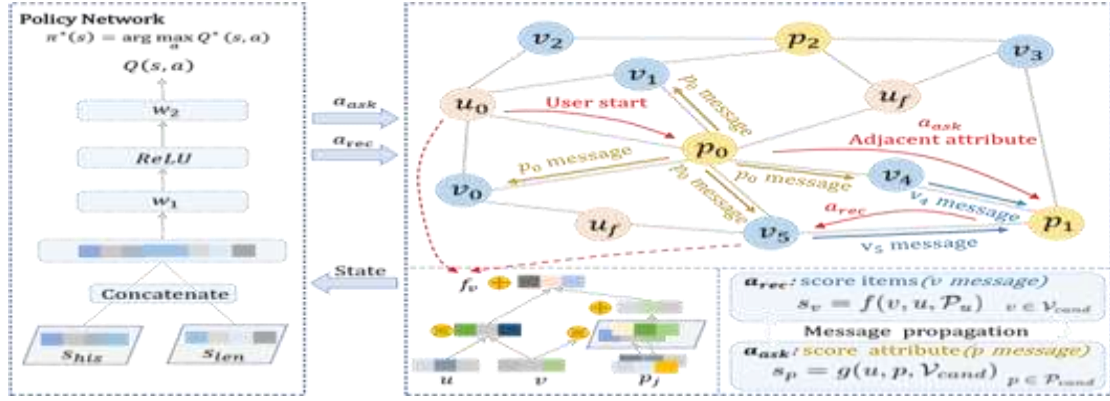 Policy Network
π*(s) = arg max Q*(s, a)
a
Q(s, a)
w₂
ReLU
w₁
Concatenate
s_his
s_len
a_ask
a_rec
State
v₂
p₂
v₃
v₁
u₀
User start
p₀ message
u_f
a_ask
Adjacent attribute
p₀
p₀ message
p₀ message
p₀ message
v₄
v₀
v₄ message
a_rec
p₁
u_f
v₅
v₅ message
f_v
u
v
p_j
a_rec: score items (v message)
s_v = f(v, u, 𝒫_u) v ∈ 𝒱_cand
Message propagation
a_ask: score attribute (p message)
s_p = g(u, p, 𝒱_cand) p ∈ 𝒫_cand